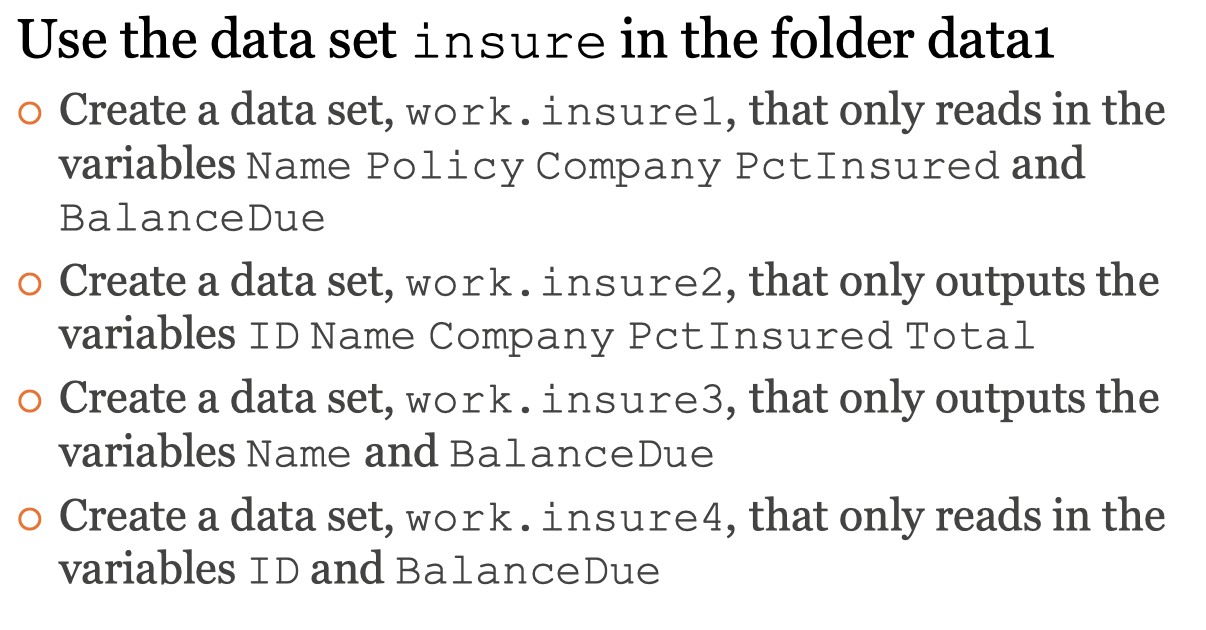 Use the data set insure in the folder data1
Create a data set, work.insure1, that only reads in the
variables Name Policy Company PctInsured and
BalanceDue
Create a data set, work.insure2, that only outputs the
variables ID Name Company PctInsured Total
Create a data set, work.insure3, that only outputs the
variables Name and BalanceDue
Create a data set, work.insure4, that only reads in the
variables ID and BalanceDue